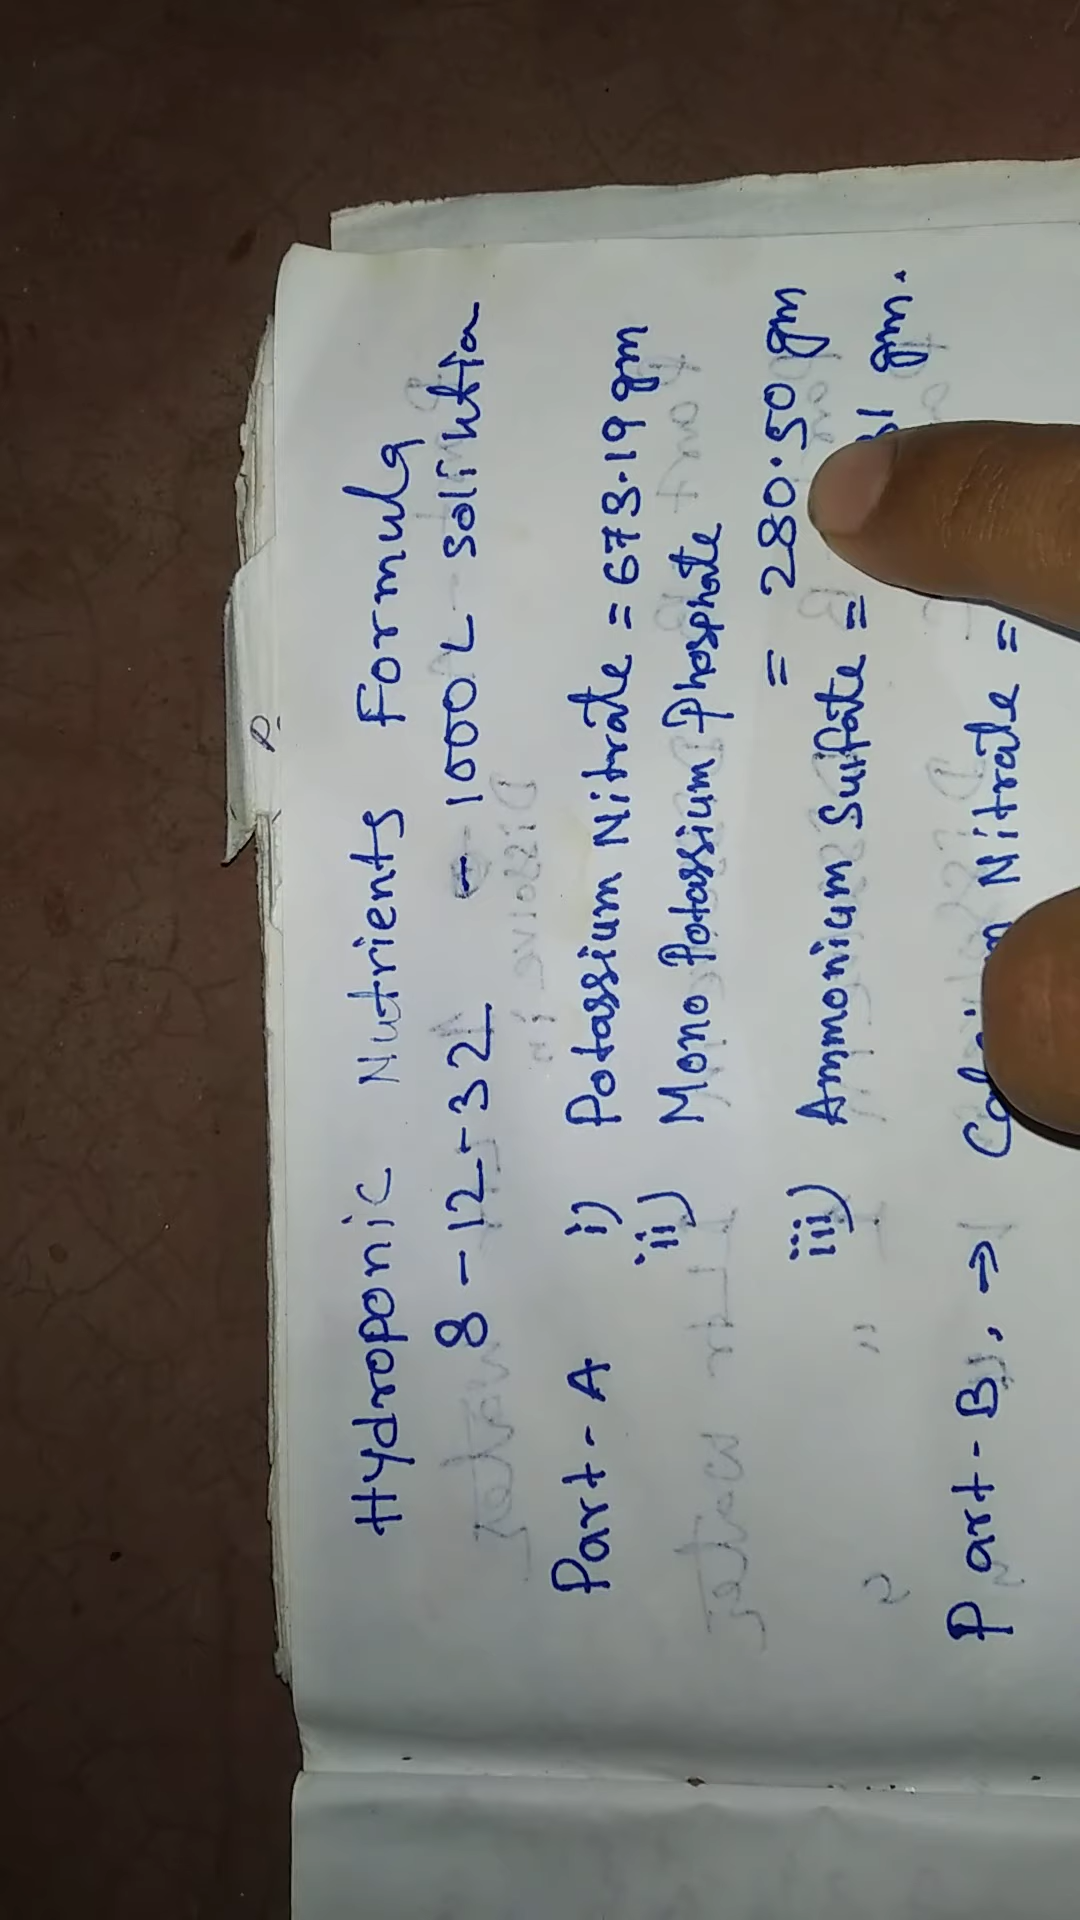 Hydroponic Nutrients Formula
8-12-32 - 1000 L solution
Part - A i) Potassium Nitrate = 673.19 gm
ii) Mono Potassium Phosphate
= 280.50 gm
iii) Ammonium Sulfate = gm.
Part - B, → Nitrate =